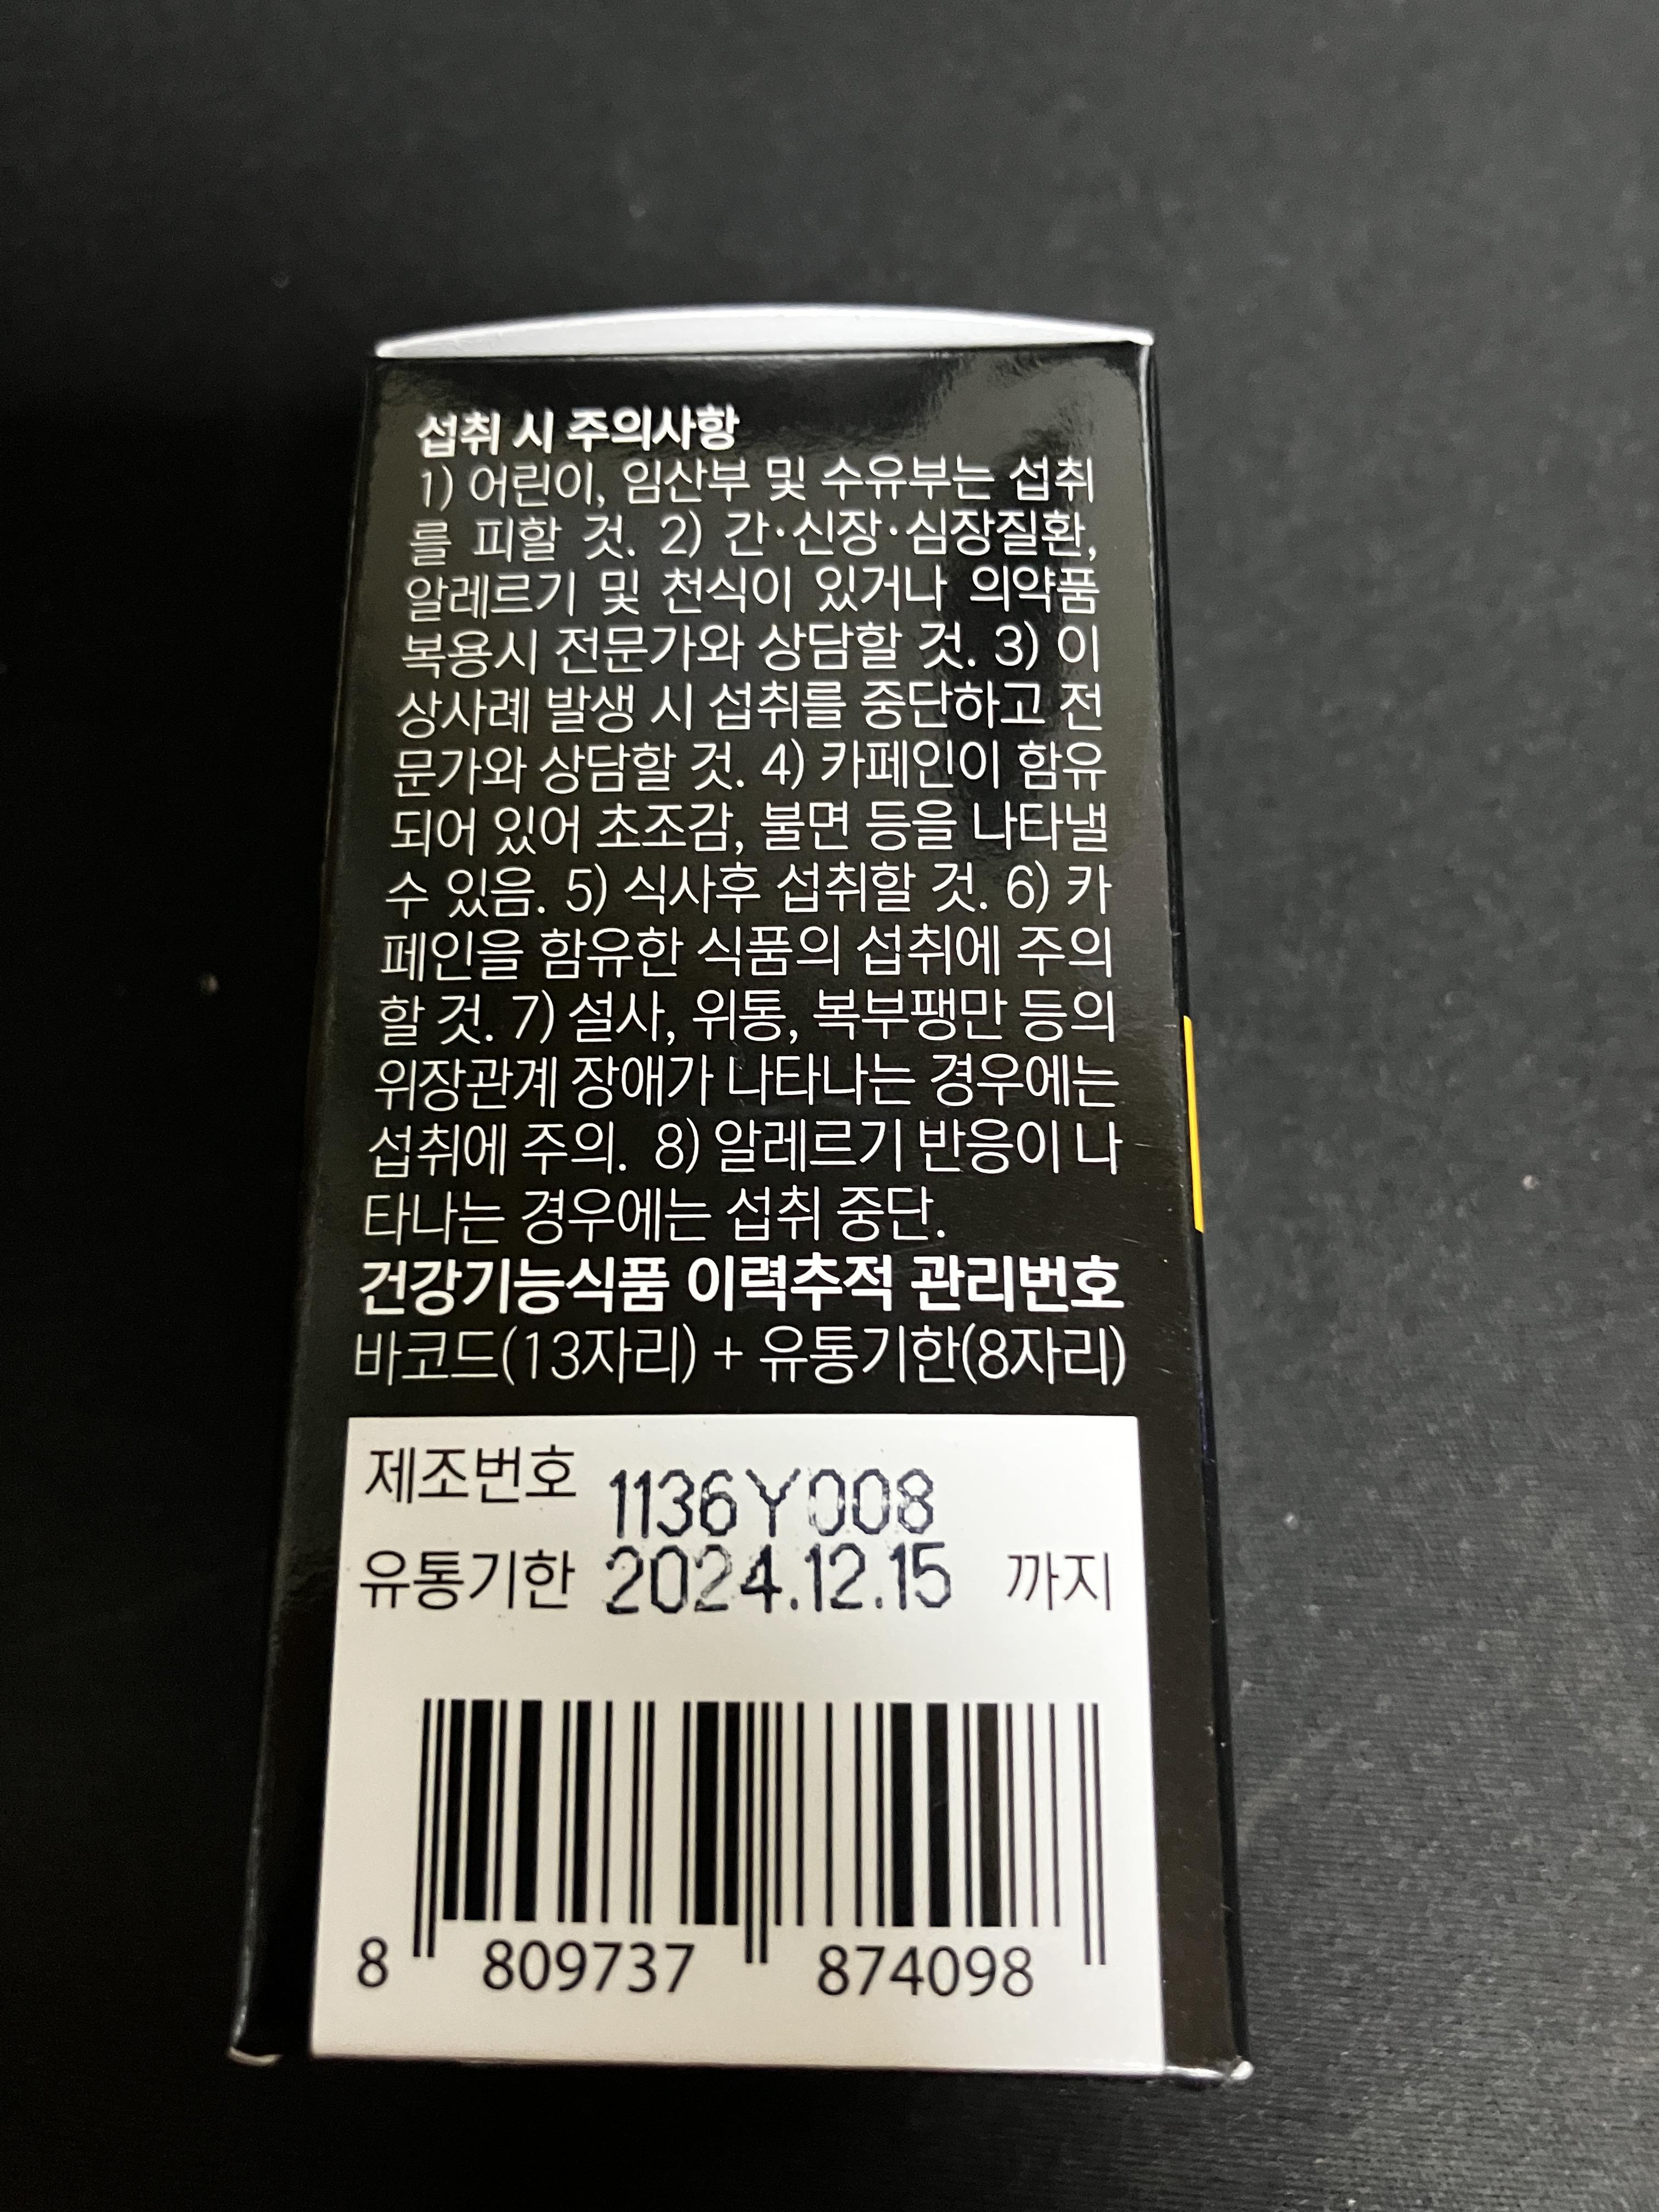 섭취 시 주의사항
1) 어린이, 임산부 및 수유부는 섭취
를 피할 것. 2) 간·신장·심장질환,
알레르기 및 천식이 있거나 의약품
복용시 전문가와 상담할 것. 3) 이
상사례 발생 시 섭취를 중단하고 전
문가와 상담할 것. 4) 카페인이 함유
되어 있어 초조감, 불면 등을 나타낼
수 있음. 5) 식사후 섭취할 것. 6) 카
페인을 함유한 식품의 섭취에 주의
할 것. 7) 설사, 위통, 복부팽만 등의
위장관계 장애가 나타나는 경우에는
섭취에 주의. 8) 알레르기 반응이 나
타나는 경우에는 섭취 중단.
건강기능식품 이력추적 관리번호
바코드(13자리) + 유통기한(8자리)
제조번호 1136Y008
유통기한 2024.12.15 까지
8 809737 874098